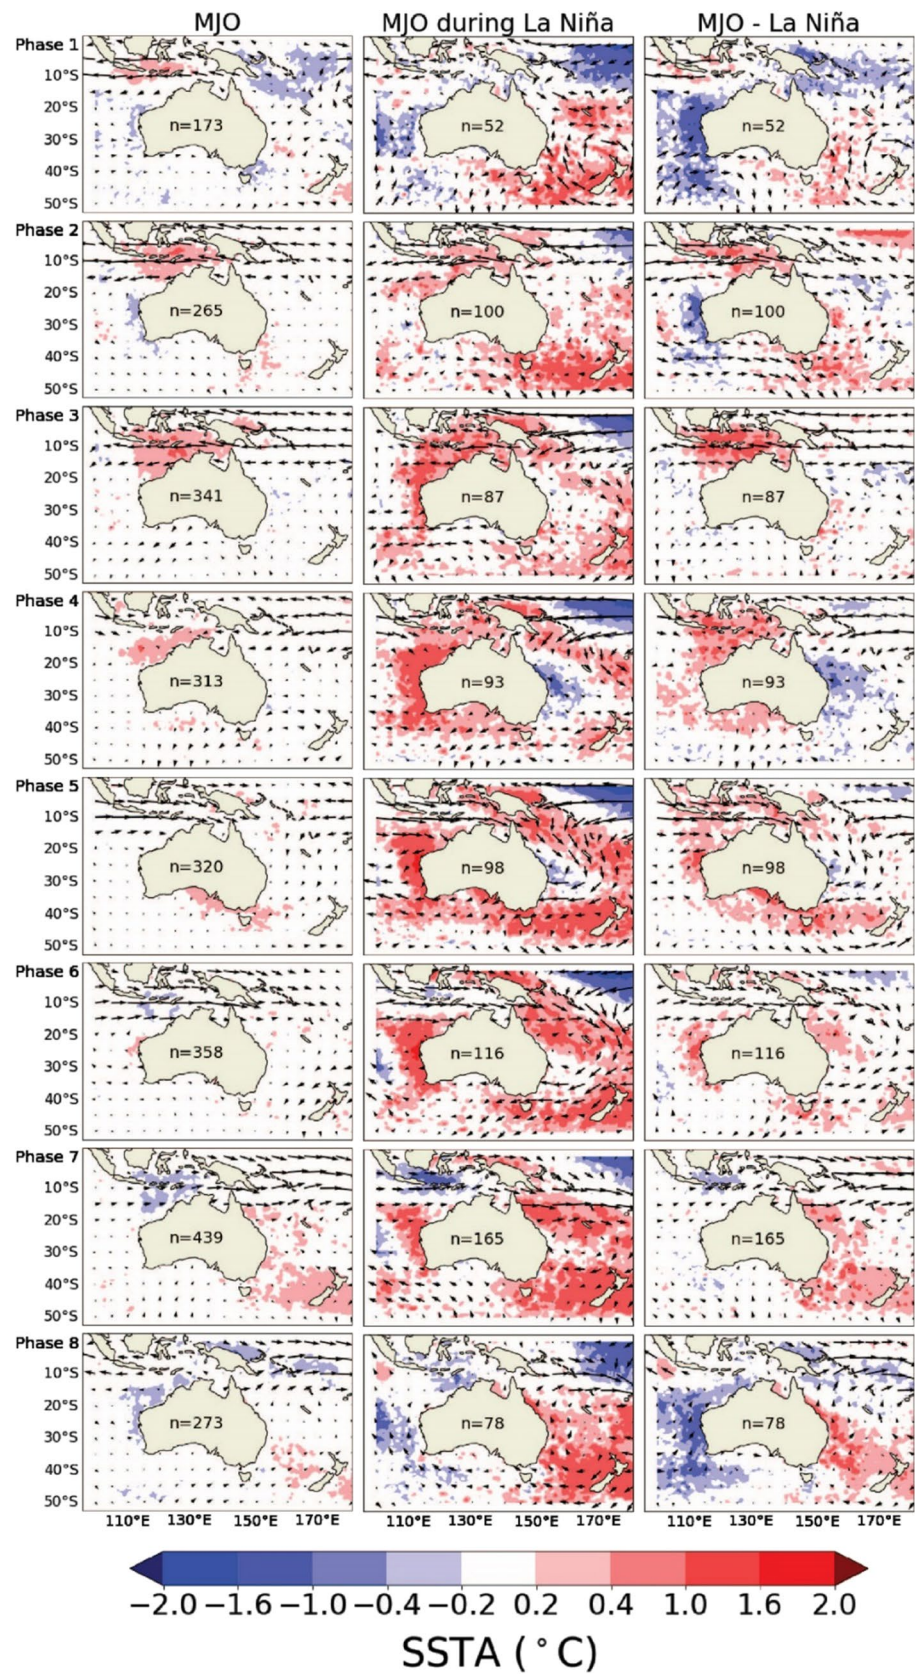 MJO MJO during La Niña MJO - La Niña
Phase 1
10°S
20°S
30°S
40°S
50°S
n=173 n=52 n=52
Phase 2
10°S
20°S
30°S
40°S
50°S
n=265 n=100 n=100
Phase 3
10°S
20°S
30°S
40°S
50°S
n=341 n=87 n=87
Phase 4
10°S
20°S
30°S
40°S
50°S
n=313 n=93 n=93
Phase 5
10°S
20°S
30°S
40°S
50°S
n=320 n=98 n=98
Phase 6
10°S
20°S
30°S
40°S
50°S
n=358 n=116 n=116
Phase 7
10°S
20°S
30°S
40°S
50°S
n=439 n=165 n=165
Phase 8
10°S
20°S
30°S
40°S
50°S
n=273 n=78 n=78
110°E 130°E 150°E 170°E 110°E 130°E 150°E 170°E 110°E 130°E 150°E 170°E
−2.0 −1.6 −1.0 −0.4 −0.2 0.2 0.4 1.0 1.6 2.0
SSTA (°C)